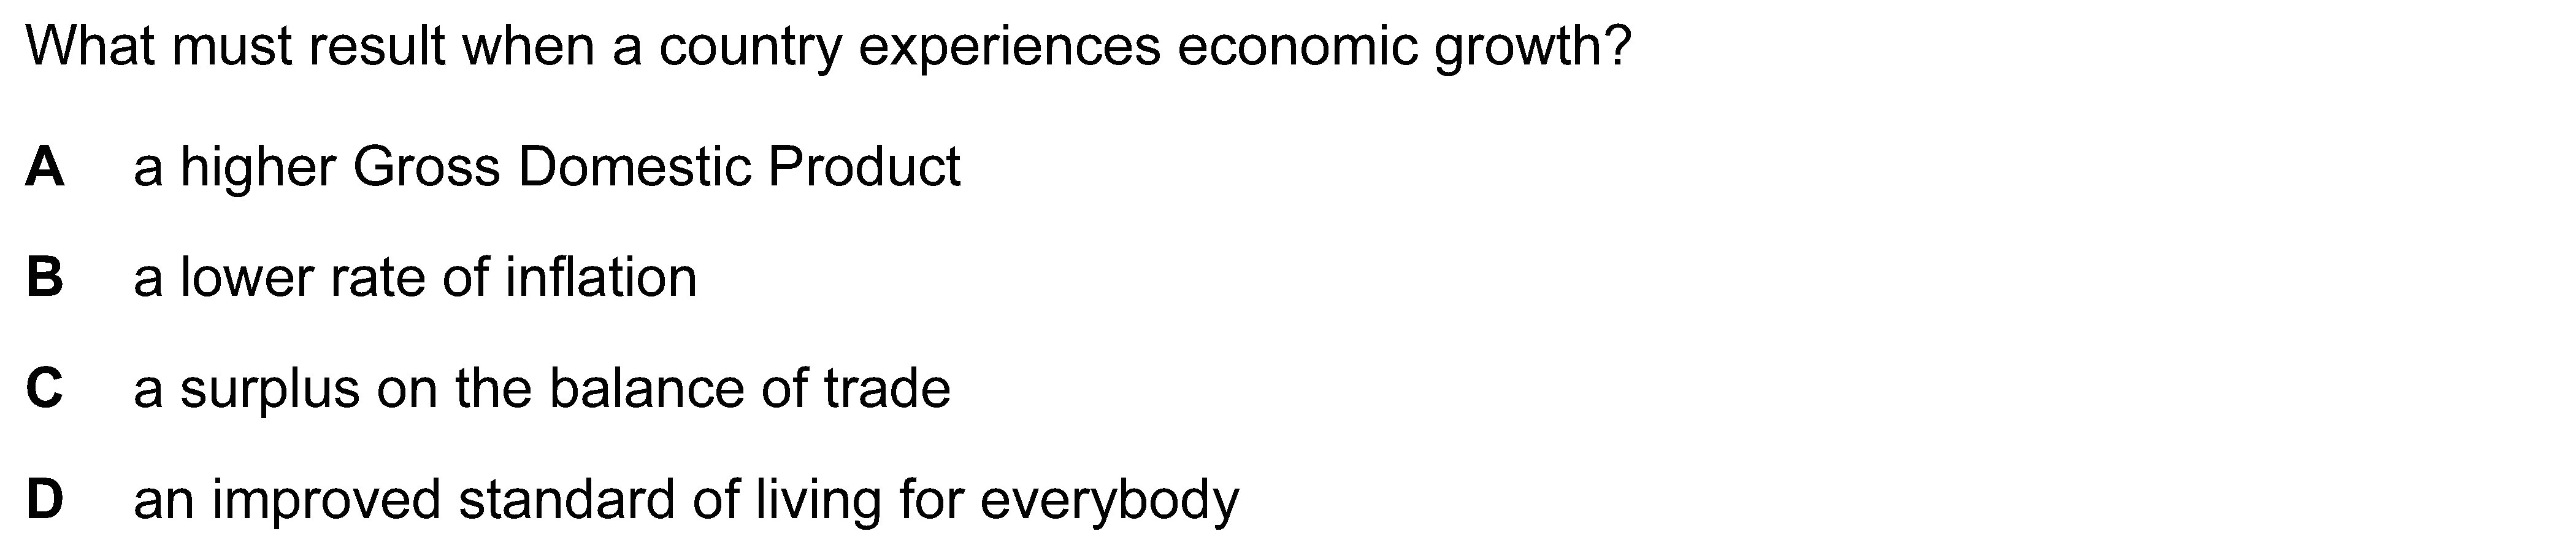 What must result when a country experiences economic growth?
A a higher Gross Domestic Product
B a lower rate of inflation
C a surplus on the balance of trade
D an improved standard of living for everybody